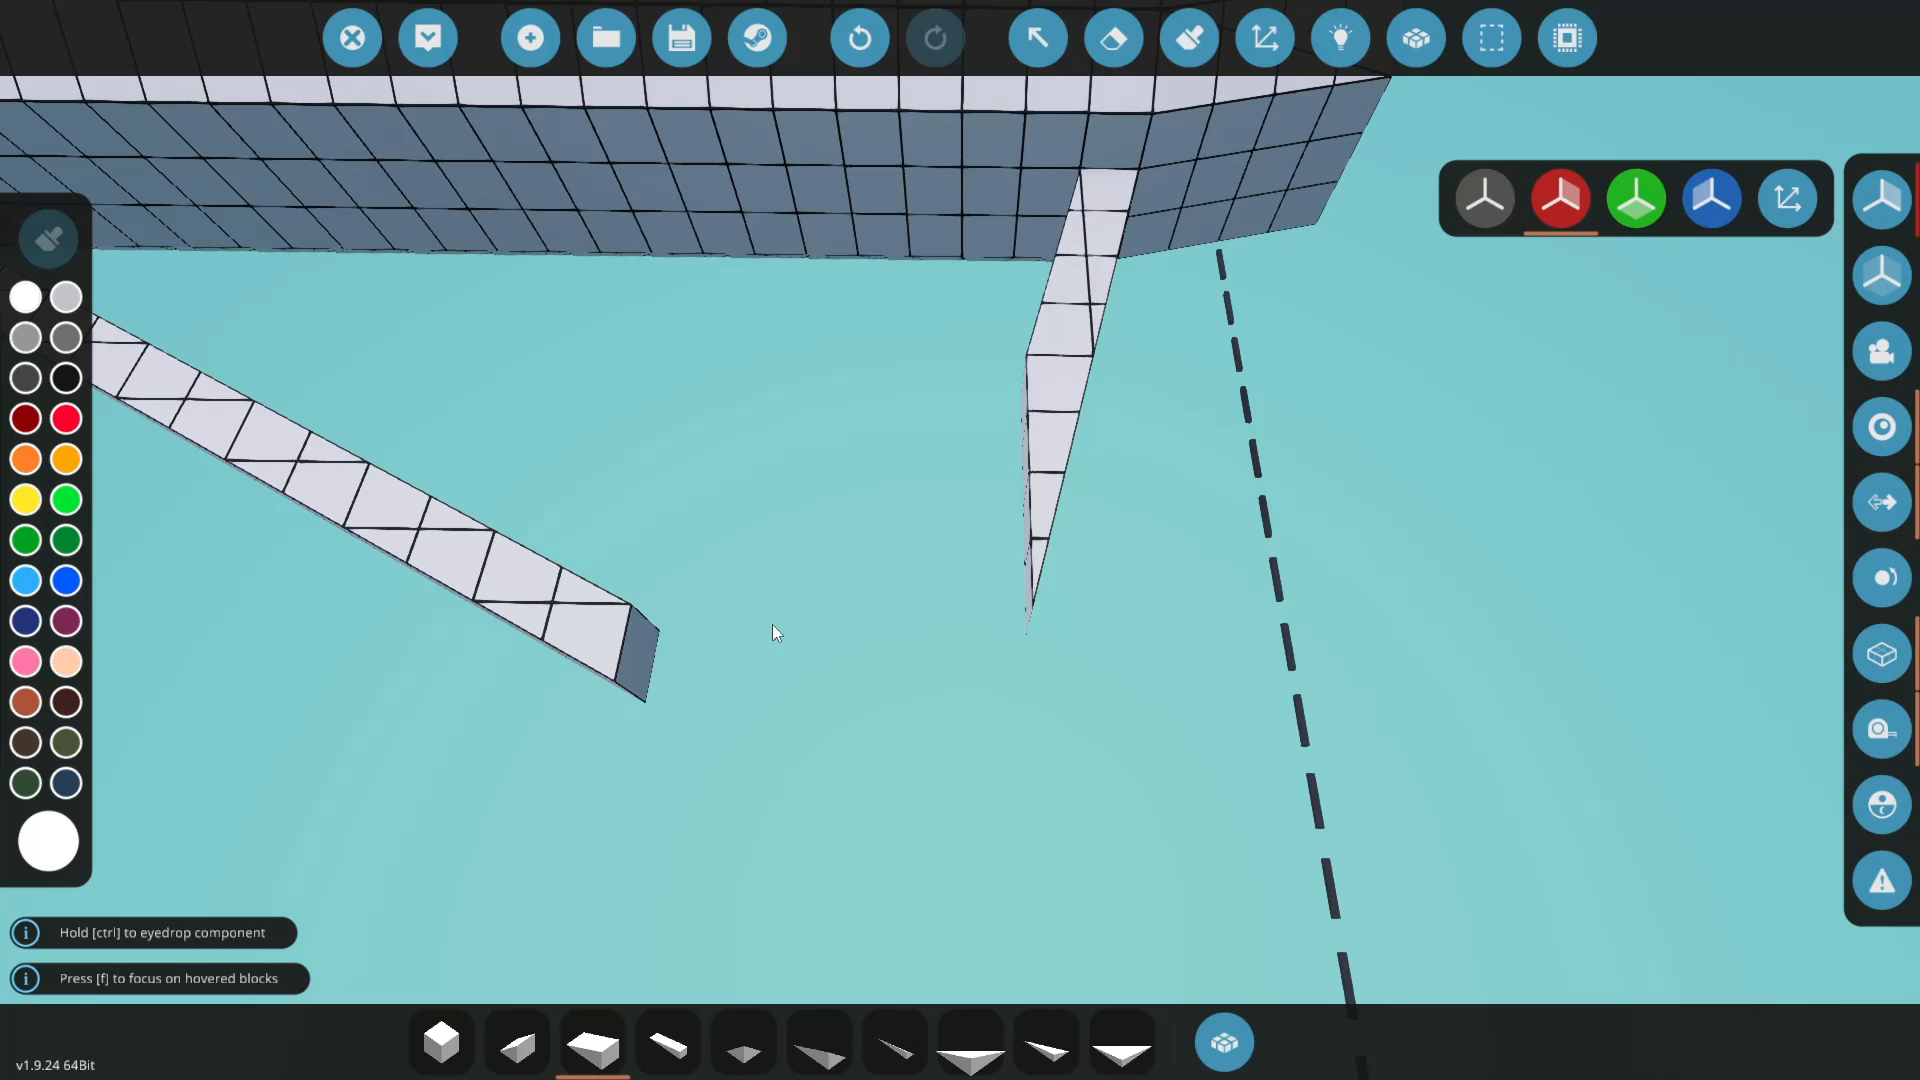 Hold [ctrl] to eyedrop component
Press [f] to focus on hovered blocks
v1.9.24 64Bit